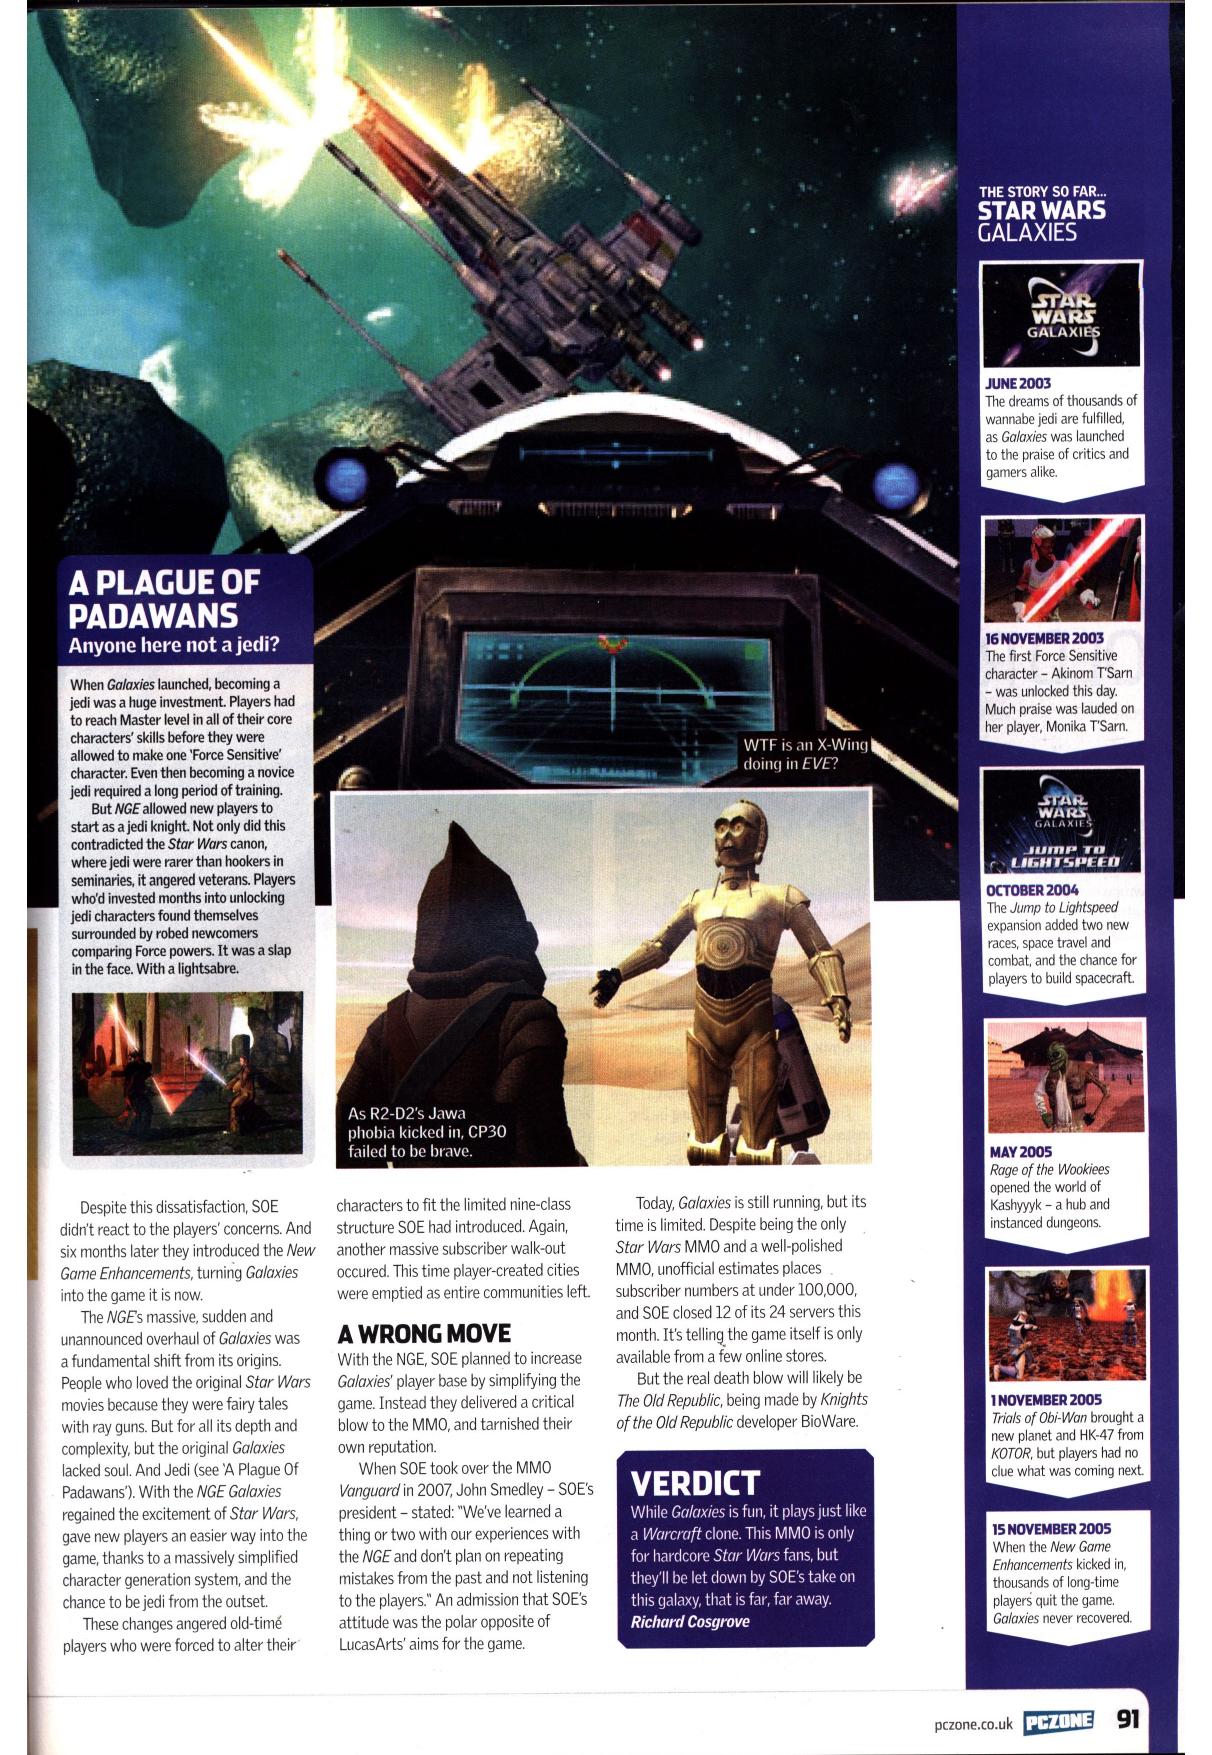 THE STORY SO FAR...
STAR WARS
GALAXIES
STAR
WARS
GALAXIES
JUNE 2003
The dreams of thousands of
wannabe jedi are fulfilled,
as Galaxies was launched
to the praise of critics and
gamers alike.
16 NOVEMBER 2003
The first Force Sensitive
character – Akinom T'Sarn
– was unlocked this day.
Much praise was lauded on
her player, Monika T'Sarn.
STAR
WARS
GALAXIES
JUMP TO
LIGHTSPEED
OCTOBER 2004
The Jump to Lightspeed
expansion added two new
races, space travel and
combat, and the chance for
players to build spacecraft.
MAY 2005
Rage of the Wookiees
opened the world of
Kashyyyk – a hub and
instanced dungeons.
1 NOVEMBER 2005
Trials of Obi-Wan brought a
new planet and HK-47 from
KOTOR, but players had no
clue what was coming next.
15 NOVEMBER 2005
When the New Game
Enhancements kicked in,
thousands of long-time
players quit the game.
Galaxies never recovered.
A PLAGUE OF
PADAWANS
Anyone here not a jedi?
When Galaxies launched, becoming a
jedi was a huge investment. Players had
to reach Master level in all of their core
characters' skills before they were
allowed to make one 'Force Sensitive'
character. Even then becoming a novice
jedi required a long period of training.
But NGE allowed new players to
start as a jedi knight. Not only did this
contradicted the Star Wars canon,
where jedi were rarer than hookers in
seminaries, it angered veterans. Players
who'd invested months into unlocking
jedi characters found themselves
surrounded by robed newcomers
comparing Force powers. It was a slap
in the face. With a lightsabre.
WTF is an X-Wing
doing in EVE?
As R2-D2's Jawa
phobia kicked in, CP30
failed to be brave.
Despite this dissatisfaction, SOE
didn't react to the players' concerns. And
six months later they introduced the New
Game Enhancements, turning Galaxies
into the game it is now.
The NGE's massive, sudden and
unannounced overhaul of Galaxies was
a fundamental shift from its origins.
People who loved the original Star Wars
movies because they were fairy tales
with ray guns. But for all its depth and
complexity, but the original Galaxies
lacked soul. And Jedi (see 'A Plague Of
Padawans'). With the NGE Galaxies
regained the excitement of Star Wars,
gave new players an easier way into the
game, thanks to a massively simplified
character generation system, and the
chance to be jedi from the outset.
These changes angered old-time
players who were forced to alter their
characters to fit the limited nine-class
structure SOE had introduced. Again,
another massive subscriber walk-out
occured. This time player-created cities
were emptied as entire communities left.
A WRONG MOVE
With the NGE, SOE planned to increase
Galaxies' player base by simplifying the
game. Instead they delivered a critical
blow to the MMO, and tarnished their
own reputation.
When SOE took over the MMO
Vanguard in 2007, John Smedley – SOE's
president – stated: "We've learned a
thing or two with our experiences with
the NGE and don't plan on repeating
mistakes from the past and not listening
to the players." An admission that SOE's
attitude was the polar opposite of
LucasArts' aims for the game.
Today, Galaxies is still running, but its
time is limited. Despite being the only
Star Wars MMO and a well-polished
MMO, unofficial estimates places
subscriber numbers at under 100,000,
and SOE closed 12 of its 24 servers this
month. It's telling the game itself is only
available from a few online stores.
But the real death blow will likely be
The Old Republic, being made by Knights
of the Old Republic developer BioWare.
VERDICT
While Galaxies is fun, it plays just like
a Warcraft clone. This MMO is only
for hardcore Star Wars fans, but
they'll be let down by SOE's take on
this galaxy, that is far, far away.
Richard Cosgrove
pczone.co.uk PCZONE 91